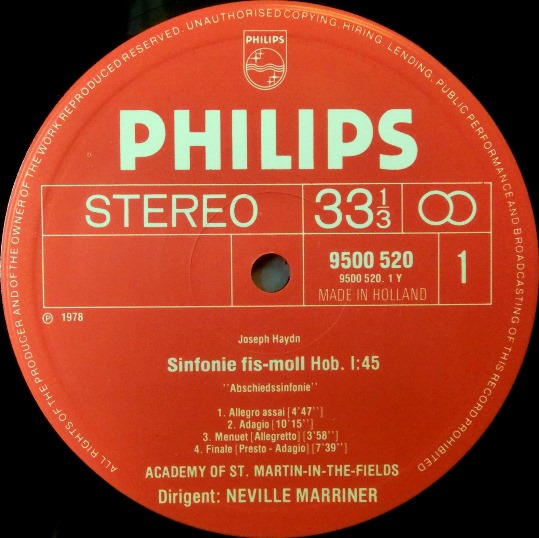 ALL RIGHTS OF THE PRODUCER AND OF THE OWNER OF THE WORK REPRODUCED RESERVED. UNAUTHORISED COPYING, HIRING, LENDING, PUBLIC PERFORMANCE AND BROADCASTING OF THIS RECORD PROHIBITED
PHILIPS
PHILIPS
STEREO
33 1/3
9500 520
9500 520. 1 Y
MADE IN HOLLAND
1
℗ 1978
Joseph Haydn
Sinfonie fis-moll Hob. I:45
''Abschiedssinfonie''
1. Allegro assai [4'47'']
2. Adagio [10'15'']
3. Menuet [Allegretto] [3'58'']
4. Finale [Presto - Adagio] [7'39'']
ACADEMY OF ST. MARTIN-IN-THE-FIELDS
Dirigent: NEVILLE MARRINER